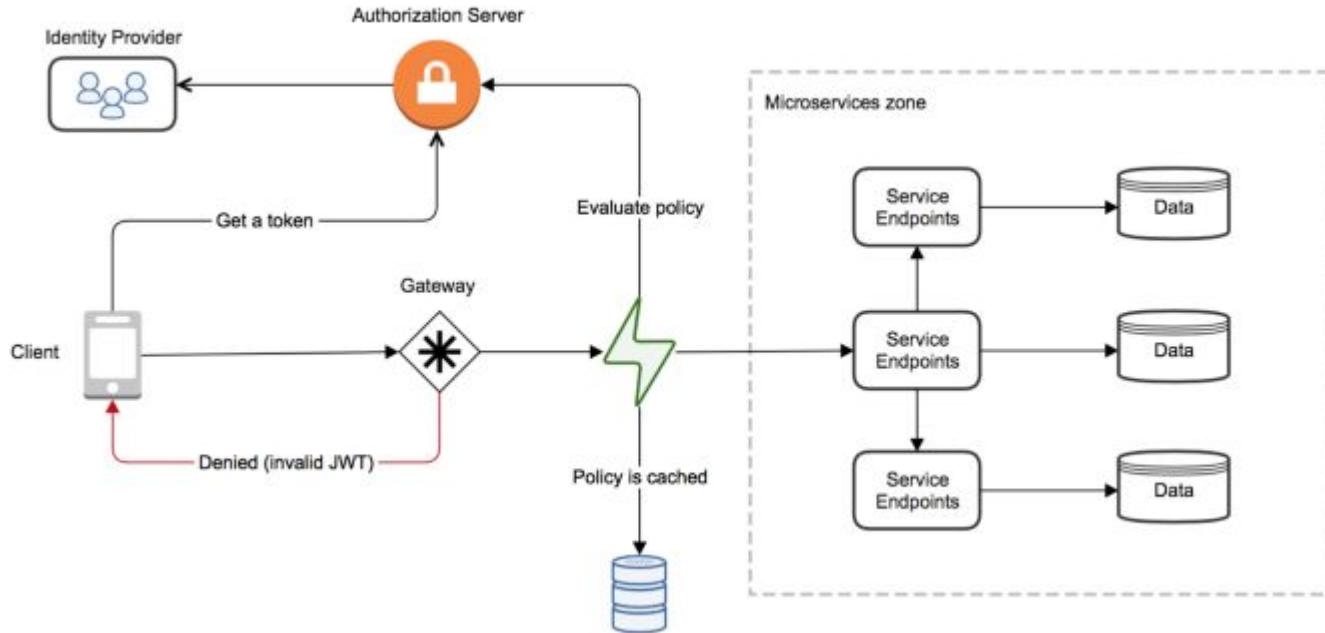 Authorization Server
Identity Provider
Microservices zone
Service
Endpoints
Data
Get a token
Evaluate policy
Gateway
Client
Service
Endpoints
Data
Denied (invalid JWT)
Policy is cached
Service
Endpoints
Data